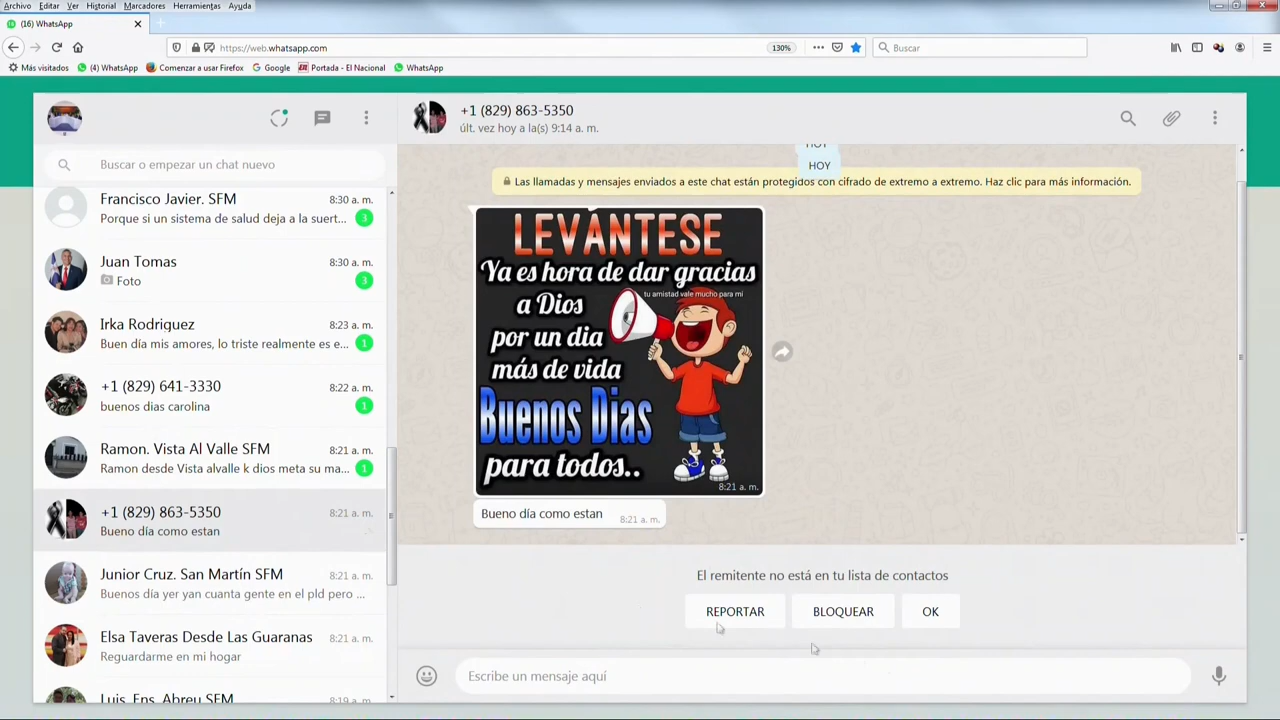 Archivo Editar Ver Historial Marcadores Herramientas Ayuda
(16) WhatsApp
https://web.whatsapp.com
130%
Buscar
Más visitados (4) WhatsApp Comenzar a usar Firefox Google Portada - El Nacional WhatsApp
Buscar o empezar un chat nuevo
Francisco Javier. SFM 8:30 a. m.
Porque si un sistema de salud deja a la suert... 3
Juan Tomas 8:30 a. m.
Foto 3
Irka Rodriguez 8:23 a. m.
Buen día mis amores, lo triste realmente es e... 1
+1 (829) 641-3330 8:22 a. m.
buenos dias carolina 1
Ramon. Vista Al Valle SFM 8:21 a. m.
Ramon desde Vista alvalle k dios meta su ma... 1
+1 (829) 863-5350 8:21 a. m.
Bueno día como estan
Junior Cruz. San Martín SFM 8:21 a. m.
Buenos día yer yan cuanta gente en el pld pero ...
Elsa Taveras Desde Las Guaranas 8:21 a. m.
Reguardarme en mi hogar
Luis. Ens. Abreu SFM 8:19 a. m.
+1 (829) 863-5350
últ. vez hoy a la(s) 9:14 a. m.
HOY
HOY
Las llamadas y mensajes enviados a este chat están protegidos con cifrado de extremo a extremo. Haz clic para más información.
LEVÁNTESE
Ya es hora de dar gracias
tu amistad vale mucho para mi
a Dios
por un dia
más de vida
Buenos Dias
para todos..
8:21 a. m.
Bueno día como estan 8:21 a. m.
El remitente no está en tu lista de contactos
REPORTAR BLOQUEAR OK
Escribe un mensaje aquí